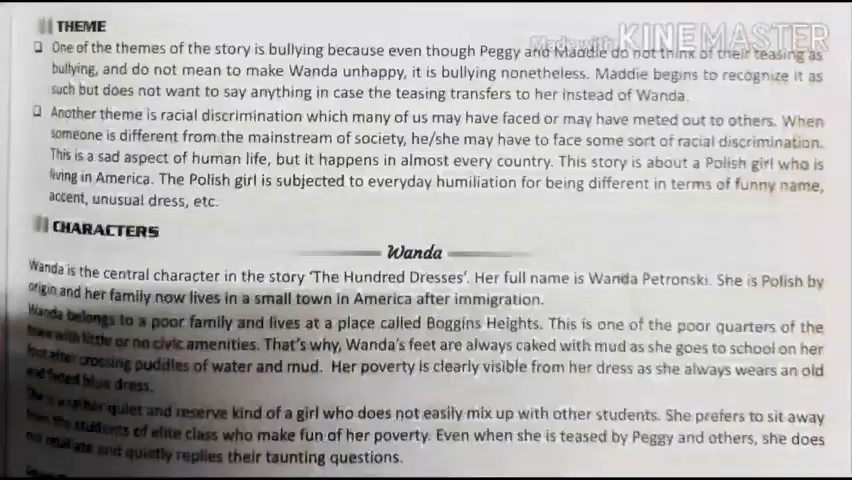 THEME
Made with KINEMASTER
❑ One of the themes of the story is bullying because even though Peggy and Maddie do not think of their teasing as
bullying, and do not mean to make Wanda unhappy, it is bullying nonetheless. Maddie begins to recognize it as
such but does not want to say anything in case the teasing transfers to her instead of Wanda.
❑ Another theme is racial discrimination which many of us may have faced or may have meted out to others. When
someone is different from the mainstream of society, he/she may have to face some sort of racial discrimination.
This is a sad aspect of human life, but it happens in almost every country. This story is about a Polish girl who is
living in America. The Polish girl is subjected to everyday humiliation for being different in terms of funny name,
accent, unusual dress, etc.
CHARACTERS
Wanda
Wanda is the central character in the story 'The Hundred Dresses'. Her full name is Wanda Petronski. She is Polish by
origin and her family now lives in a small town in America after immigration.
Wanda belongs to a poor family and lives at a place called Boggins Heights. This is one of the poor quarters of the
town with little or no civic amenities. That's why, Wanda's feet are always caked with mud as she goes to school on her
foot after crossing puddles of water and mud. Her poverty is clearly visible from her dress as she always wears an old
and faded blue dress.
She is a rather quiet and reserve kind of a girl who does not easily mix up with other students. She prefers to sit away
from the students of elite class who make fun of her poverty. Even when she is teased by Peggy and others, she does
not retaliate and quietly replies their taunting questions.